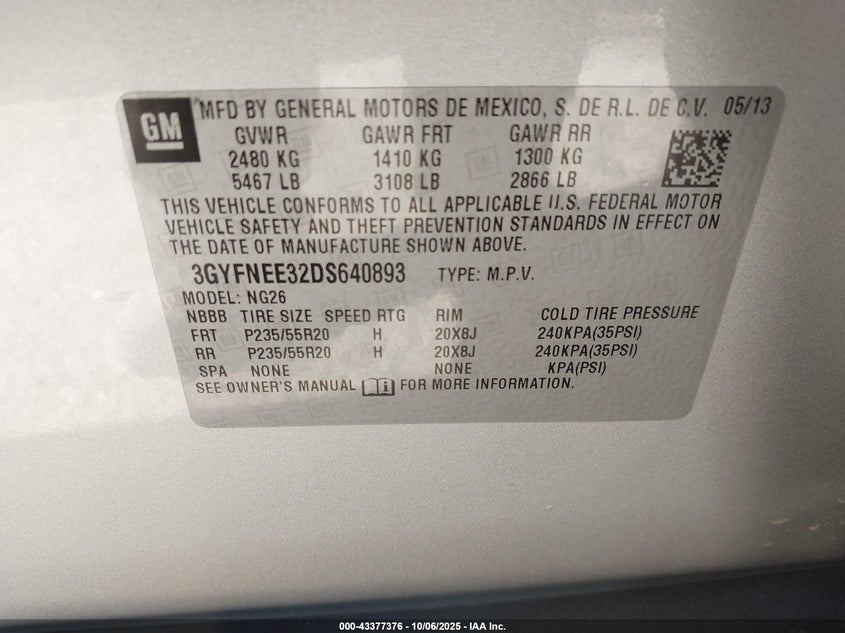 GM
MFD BY GENERAL MOTORS DE MEXICO, S. DE R.L. DE C.V. 05/13
GVWR GAWR FRT GAWR RR
2480 KG 1410 KG 1300 KG
5467 LB 3108 LB 2866 LB
THIS VEHICLE CONFORMS TO ALL APPLICABLE U.S. FEDERAL MOTOR
VEHICLE SAFETY AND THEFT PREVENTION STANDARDS IN EFFECT ON
THE DATE OF MANUFACTURE SHOWN ABOVE.
3GYFNEE32DS640893 TYPE: M.P.V.
MODEL: NG26
NBBB TIRE SIZE SPEED RTG RIM COLD TIRE PRESSURE
FRT P235/55R20 H 20X8J 240KPA(35PSI)
RR P235/55R20 H 20X8J 240KPA(35PSI)
SPA NONE NONE KPA(PSI)
SEE OWNER'S MANUAL FOR MORE INFORMATION.
000-43377376 - 10/06/2025 - IAA Inc.